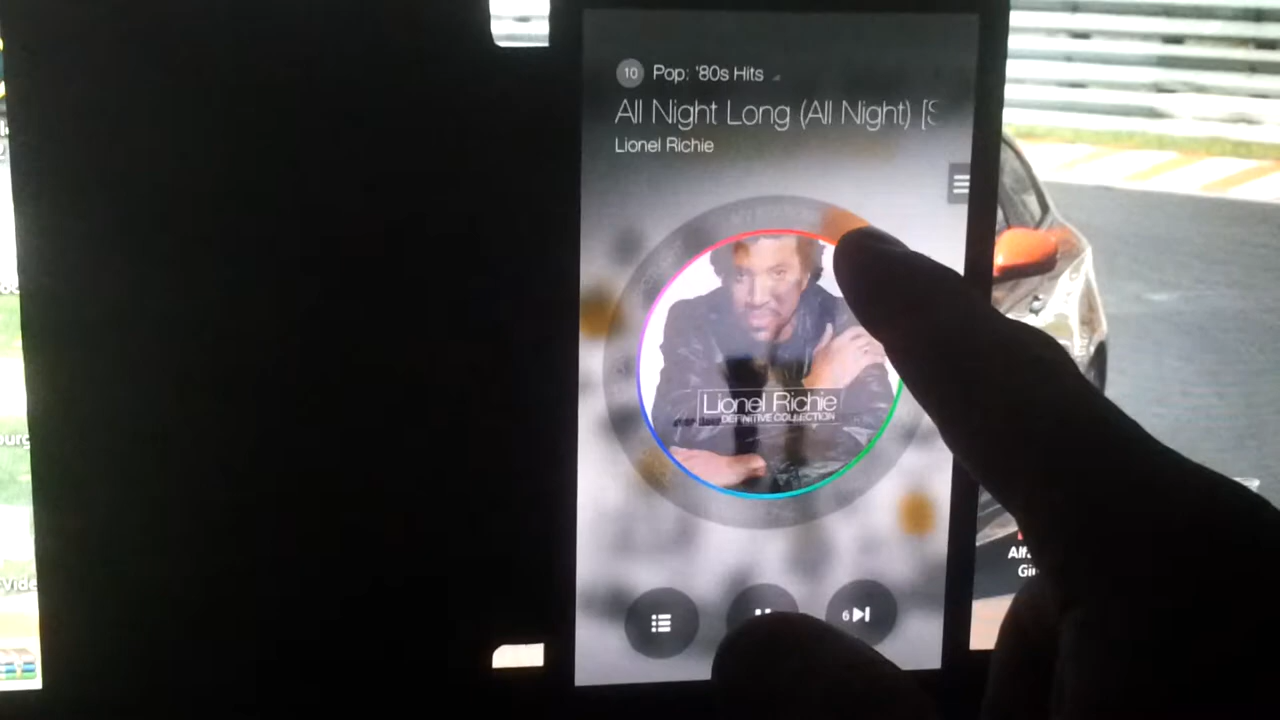 10 Pop: '80s Hits
All Night Long (All Night) [S
Lionel Richie
Lionel Richie
DEFINITIVE COLLECTION
6